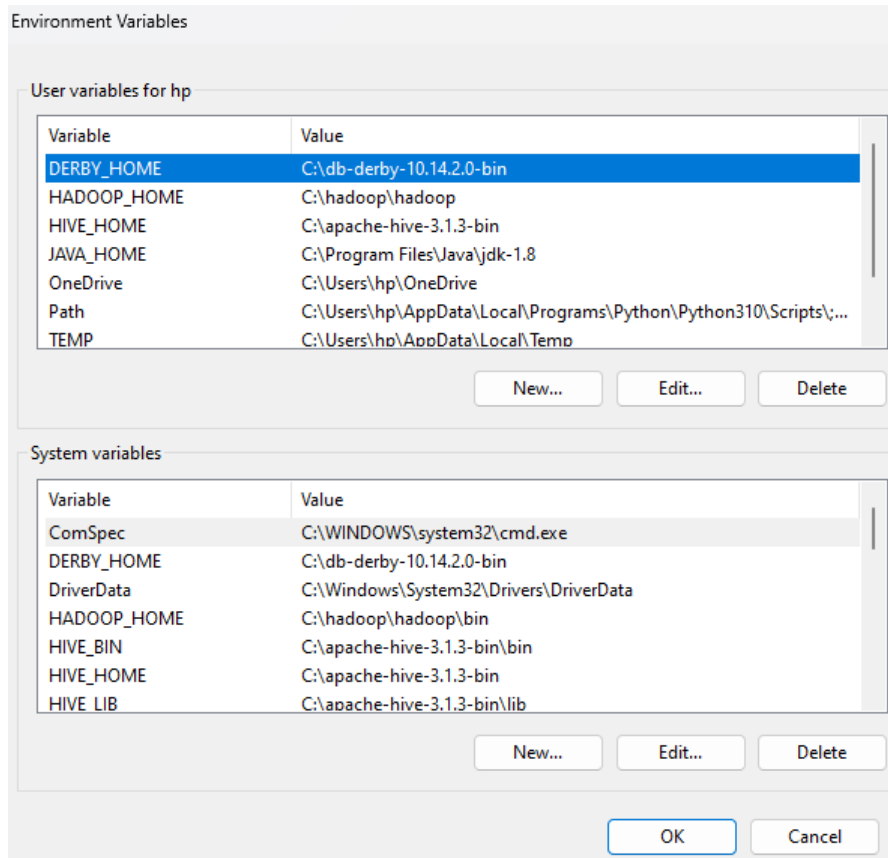 Environment Variables
User variables for hp
Variable Value
DERBY_HOME C:\db-derby-10.14.2.0-bin
HADOOP_HOME C:\hadoop\hadoop
HIVE_HOME C:\apache-hive-3.1.3-bin
JAVA_HOME C:\Program Files\Java\jdk-1.8
OneDrive C:\Users\hp\OneDrive
Path C:\Users\hp\AppData\Local\Programs\Python\Python310\Scripts\;...
TEMP C:\Users\hp\AppData\Local\Temp
New... Edit... Delete
System variables
Variable Value
ComSpec C:\WINDOWS\system32\cmd.exe
DERBY_HOME C:\db-derby-10.14.2.0-bin
DriverData C:\Windows\System32\Drivers\DriverData
HADOOP_HOME C:\hadoop\hadoop\bin
HIVE_BIN C:\apache-hive-3.1.3-bin\bin
HIVE_HOME C:\apache-hive-3.1.3-bin
HIVE_LIB C:\apache-hive-3.1.3-bin\lib
New... Edit... Delete
OK Cancel